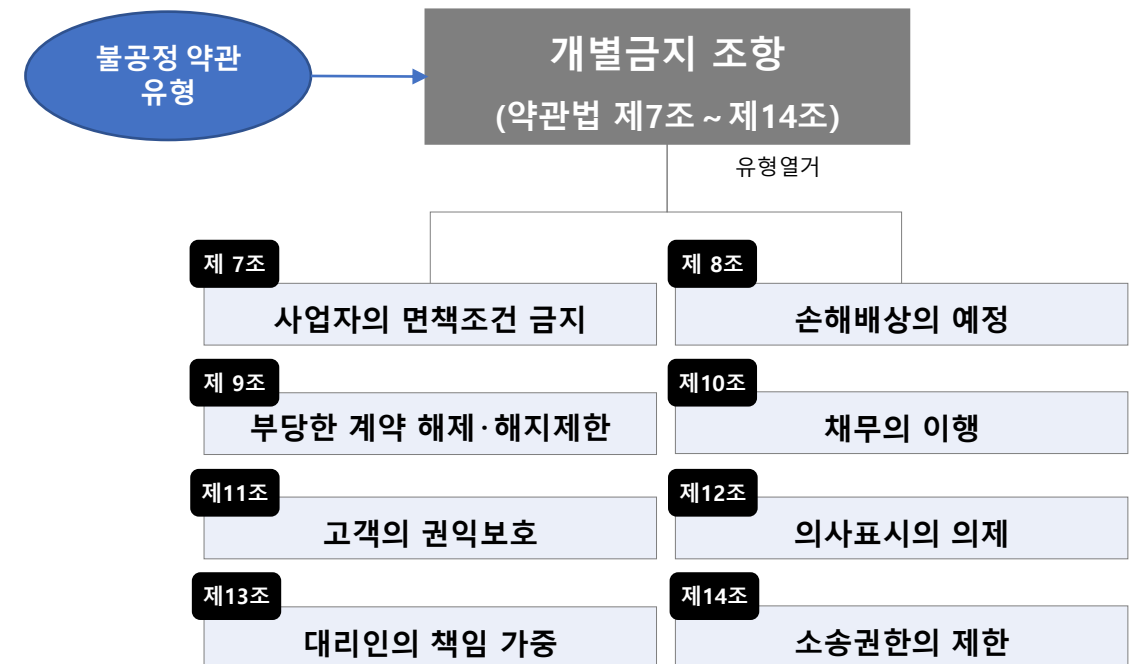 불공정 약관
유형
개별금지 조항
(약관법 제7조 ~ 제14조)
유형열거
제 7조
사업자의 면책조건 금지
제 8조
손해배상의 예정
제 9조
부당한 계약 해제·해지제한
제10조
채무의 이행
제11조
고객의 권익보호
제12조
의사표시의 의제
제13조
대리인의 책임 가중
제14조
소송권한의 제한